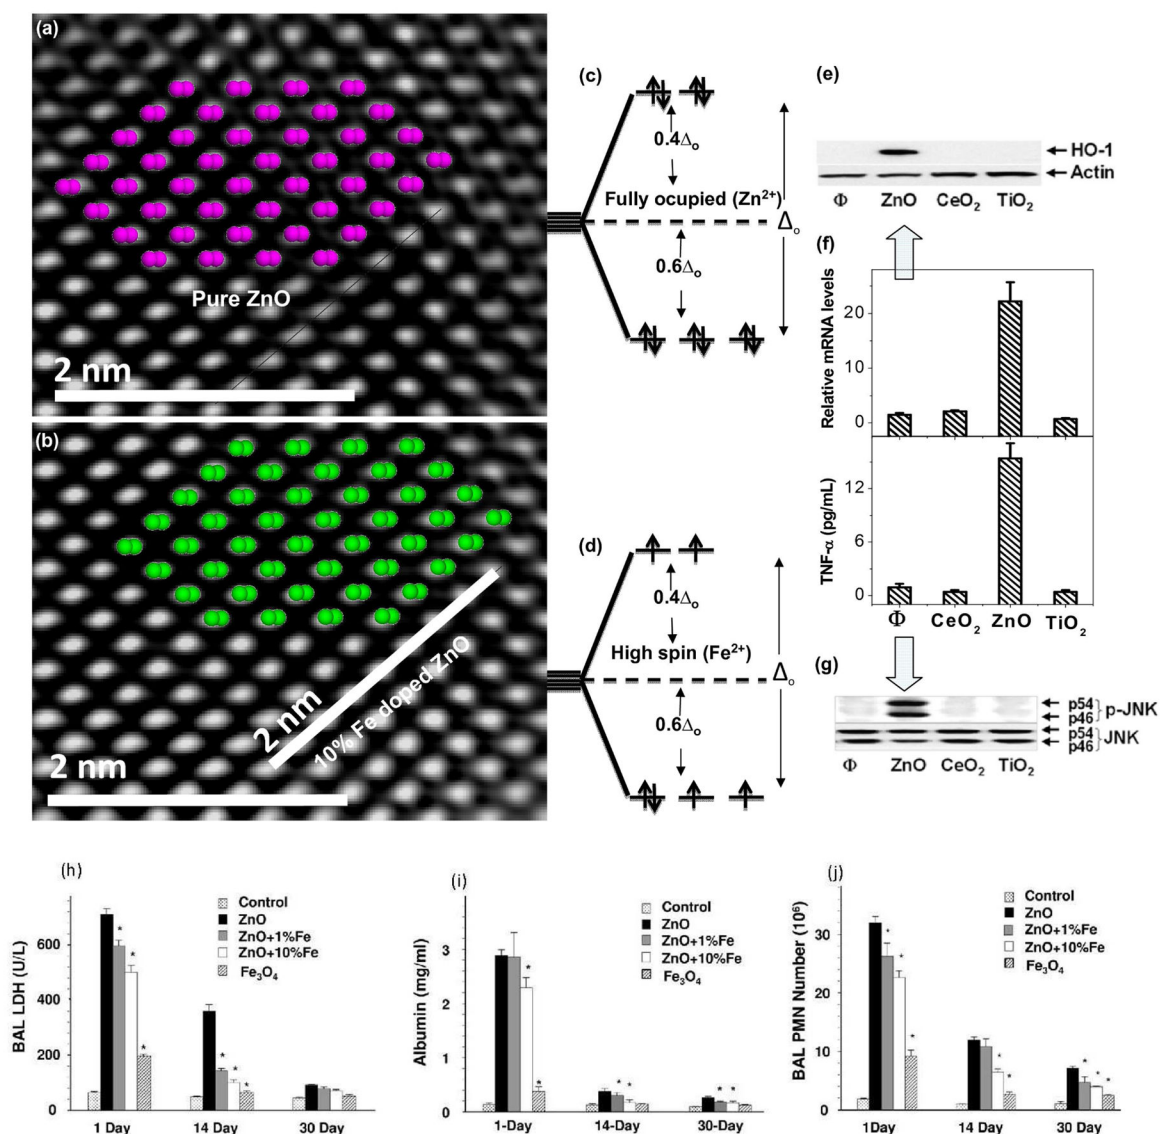 (a)
Pure ZnO
2 nm
(b)
2 nm
10% Fe doped ZnO
2 nm
(c)
0.4Δo
Fully ocupied (Zn2+)
Δo
0.6Δo
(d)
0.4Δo
High spin (Fe2+)
Δo
0.6Δo
(e)
HO-1
Actin
Φ ZnO CeO2 TiO2
(f)
Relative mRNA levels
20
10
0
TNF-α (pg/mL)
12
6
0
Φ CeO2 ZnO TiO2
(g)
p54
p46
p-JNK
p54
p46
JNK
Φ ZnO CeO2 TiO2
(h)
BAL LDH (U/L)
600
400
200
0
Control
ZnO
ZnO+1%Fe
ZnO+10%Fe
Fe3O4
* * *
* * *
1 Day 14 Day 30 Day
(i)
Albumin (mg/ml)
3
2
1
0
Control
ZnO
ZnO+1%Fe
ZnO+10%Fe
Fe3O4
* *
* *
* *
1-Day 14-Day 30-Day
(j)
BAL PMN Number (106)
30
20
10
0
Control
ZnO
ZnO+1%Fe
ZnO+10%Fe
Fe3O4
* * *
* *
* * *
1Day 14 Day 30 Day